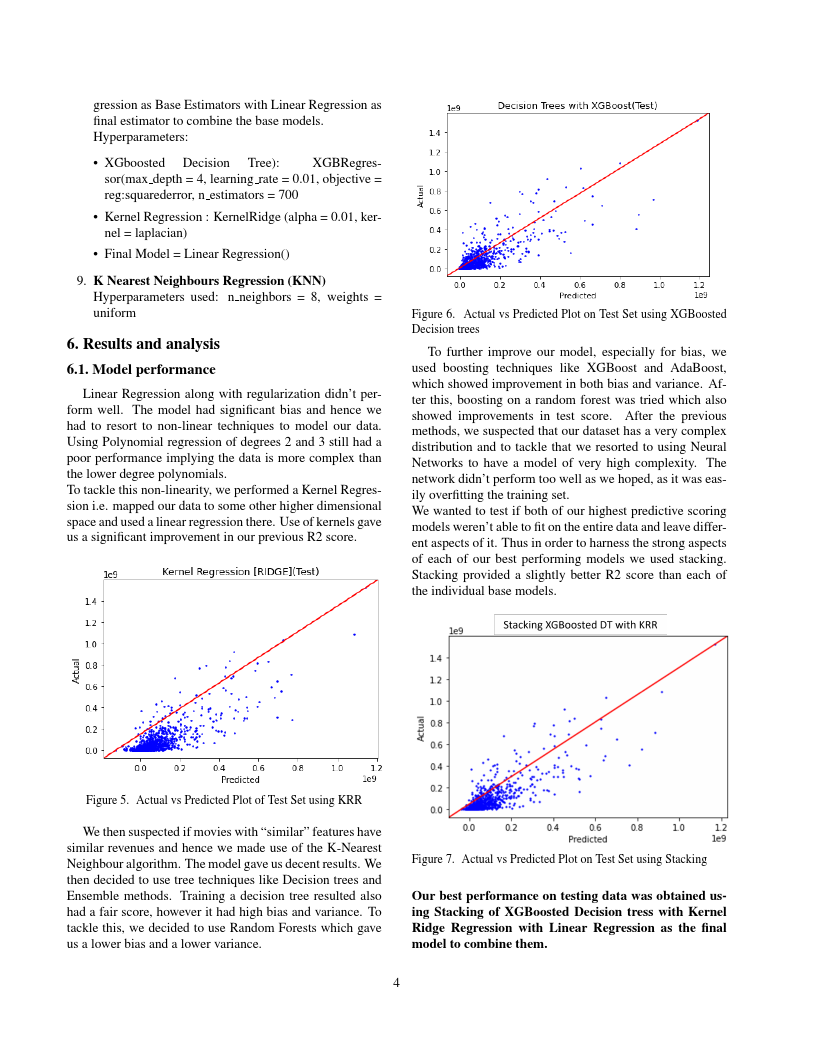 gression as Base Estimators with Linear Regression as
final estimator to combine the base models.
Hyperparameters:
• XGboosted Decision Tree): XGBRegres-
sor(max_depth = 4, learning_rate = 0.01, objective =
reg:squarederror, n_estimators = 700
• Kernel Regression : KernelRidge (alpha = 0.01, ker-
nel = laplacian)
• Final Model = Linear Regression()
9. K Nearest Neighbours Regression (KNN)
Hyperparameters used: n_neighbors = 8, weights =
uniform
6. Results and analysis
6.1. Model performance
Linear Regression along with regularization didn't per-
form well. The model had significant bias and hence we
had to resort to non-linear techniques to model our data.
Using Polynomial regression of degrees 2 and 3 still had a
poor performance implying the data is more complex than
the lower degree polynomials.
To tackle this non-linearity, we performed a Kernel Regres-
sion i.e. mapped our data to some other higher dimensional
space and used a linear regression there. Use of kernels gave
us a significant improvement in our previous R2 score.
Kernel Regression [RIDGE](Test)
1e9
1.4
1.2
1.0
0.8
0.6
0.4
0.2
0.0
Actual
0.0 0.2 0.4 0.6 0.8 1.0 1.2
Predicted
1e9
Figure 5. Actual vs Predicted Plot of Test Set using KRR
We then suspected if movies with “similar” features have
similar revenues and hence we made use of the K-Nearest
Neighbour algorithm. The model gave us decent results. We
then decided to use tree techniques like Decision trees and
Ensemble methods. Training a decision tree resulted also
had a fair score, however it had high bias and variance. To
tackle this, we decided to use Random Forests which gave
us a lower bias and a lower variance.
Decision Trees with XGBoost(Test)
1e9
1.4
1.2
1.0
0.8
0.6
0.4
0.2
0.0
Actual
0.0 0.2 0.4 0.6 0.8 1.0 1.2
Predicted
1e9
Figure 6. Actual vs Predicted Plot on Test Set using XGBoosted
Decision trees
To further improve our model, especially for bias, we
used boosting techniques like XGBoost and AdaBoost,
which showed improvement in both bias and variance. Af-
ter this, boosting on a random forest was tried which also
showed improvements in test score. After the previous
methods, we suspected that our dataset has a very complex
distribution and to tackle that we resorted to using Neural
Networks to have a model of very high complexity. The
network didn't perform too well as we hoped, as it was eas-
ily overfitting the training set.
We wanted to test if both of our highest predictive scoring
models weren't able to fit on the entire data and leave differ-
ent aspects of it. Thus in order to harness the strong aspects
of each of our best performing models we used stacking.
Stacking provided a slightly better R2 score than each of
the individual base models.
Stacking XGBoosted DT with KRR
1e9
1.4
1.2
1.0
0.8
0.6
0.4
0.2
0.0
Actual
0.0 0.2 0.4 0.6 0.8 1.0 1.2
Predicted
1e9
Figure 7. Actual vs Predicted Plot on Test Set using Stacking
Our best performance on testing data was obtained us-
ing Stacking of XGBoosted Decision tress with Kernel
Ridge Regression with Linear Regression as the final
model to combine them.
4